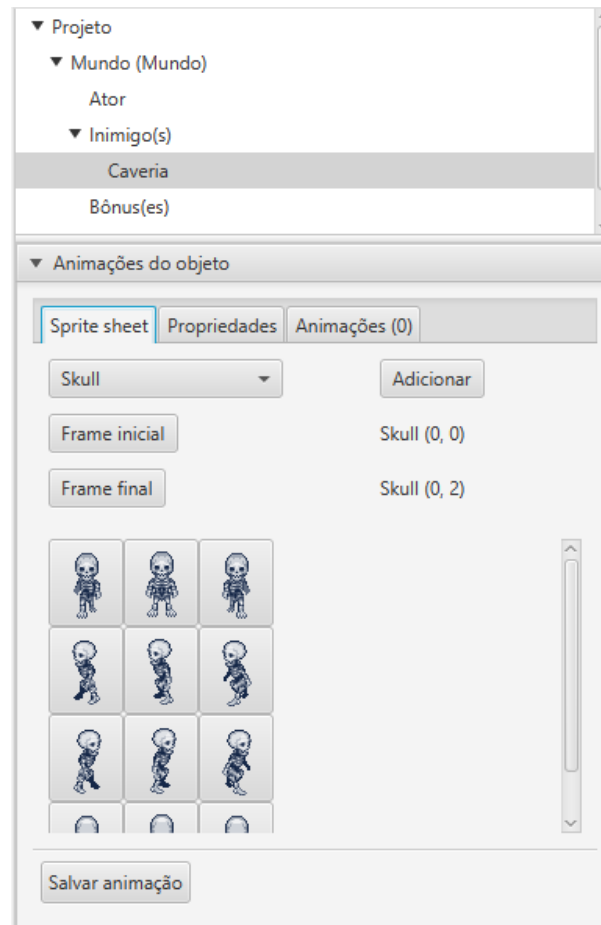 Projeto
Mundo (Mundo)
Ator
Inimigo(s)
Caveria
Bônus(es)
Animações do objeto
Sprite sheet Propriedades Animações (0)
Skull Adicionar
Frame inicial Skull (0, 0)
Frame final Skull (0, 2)
Salvar animação